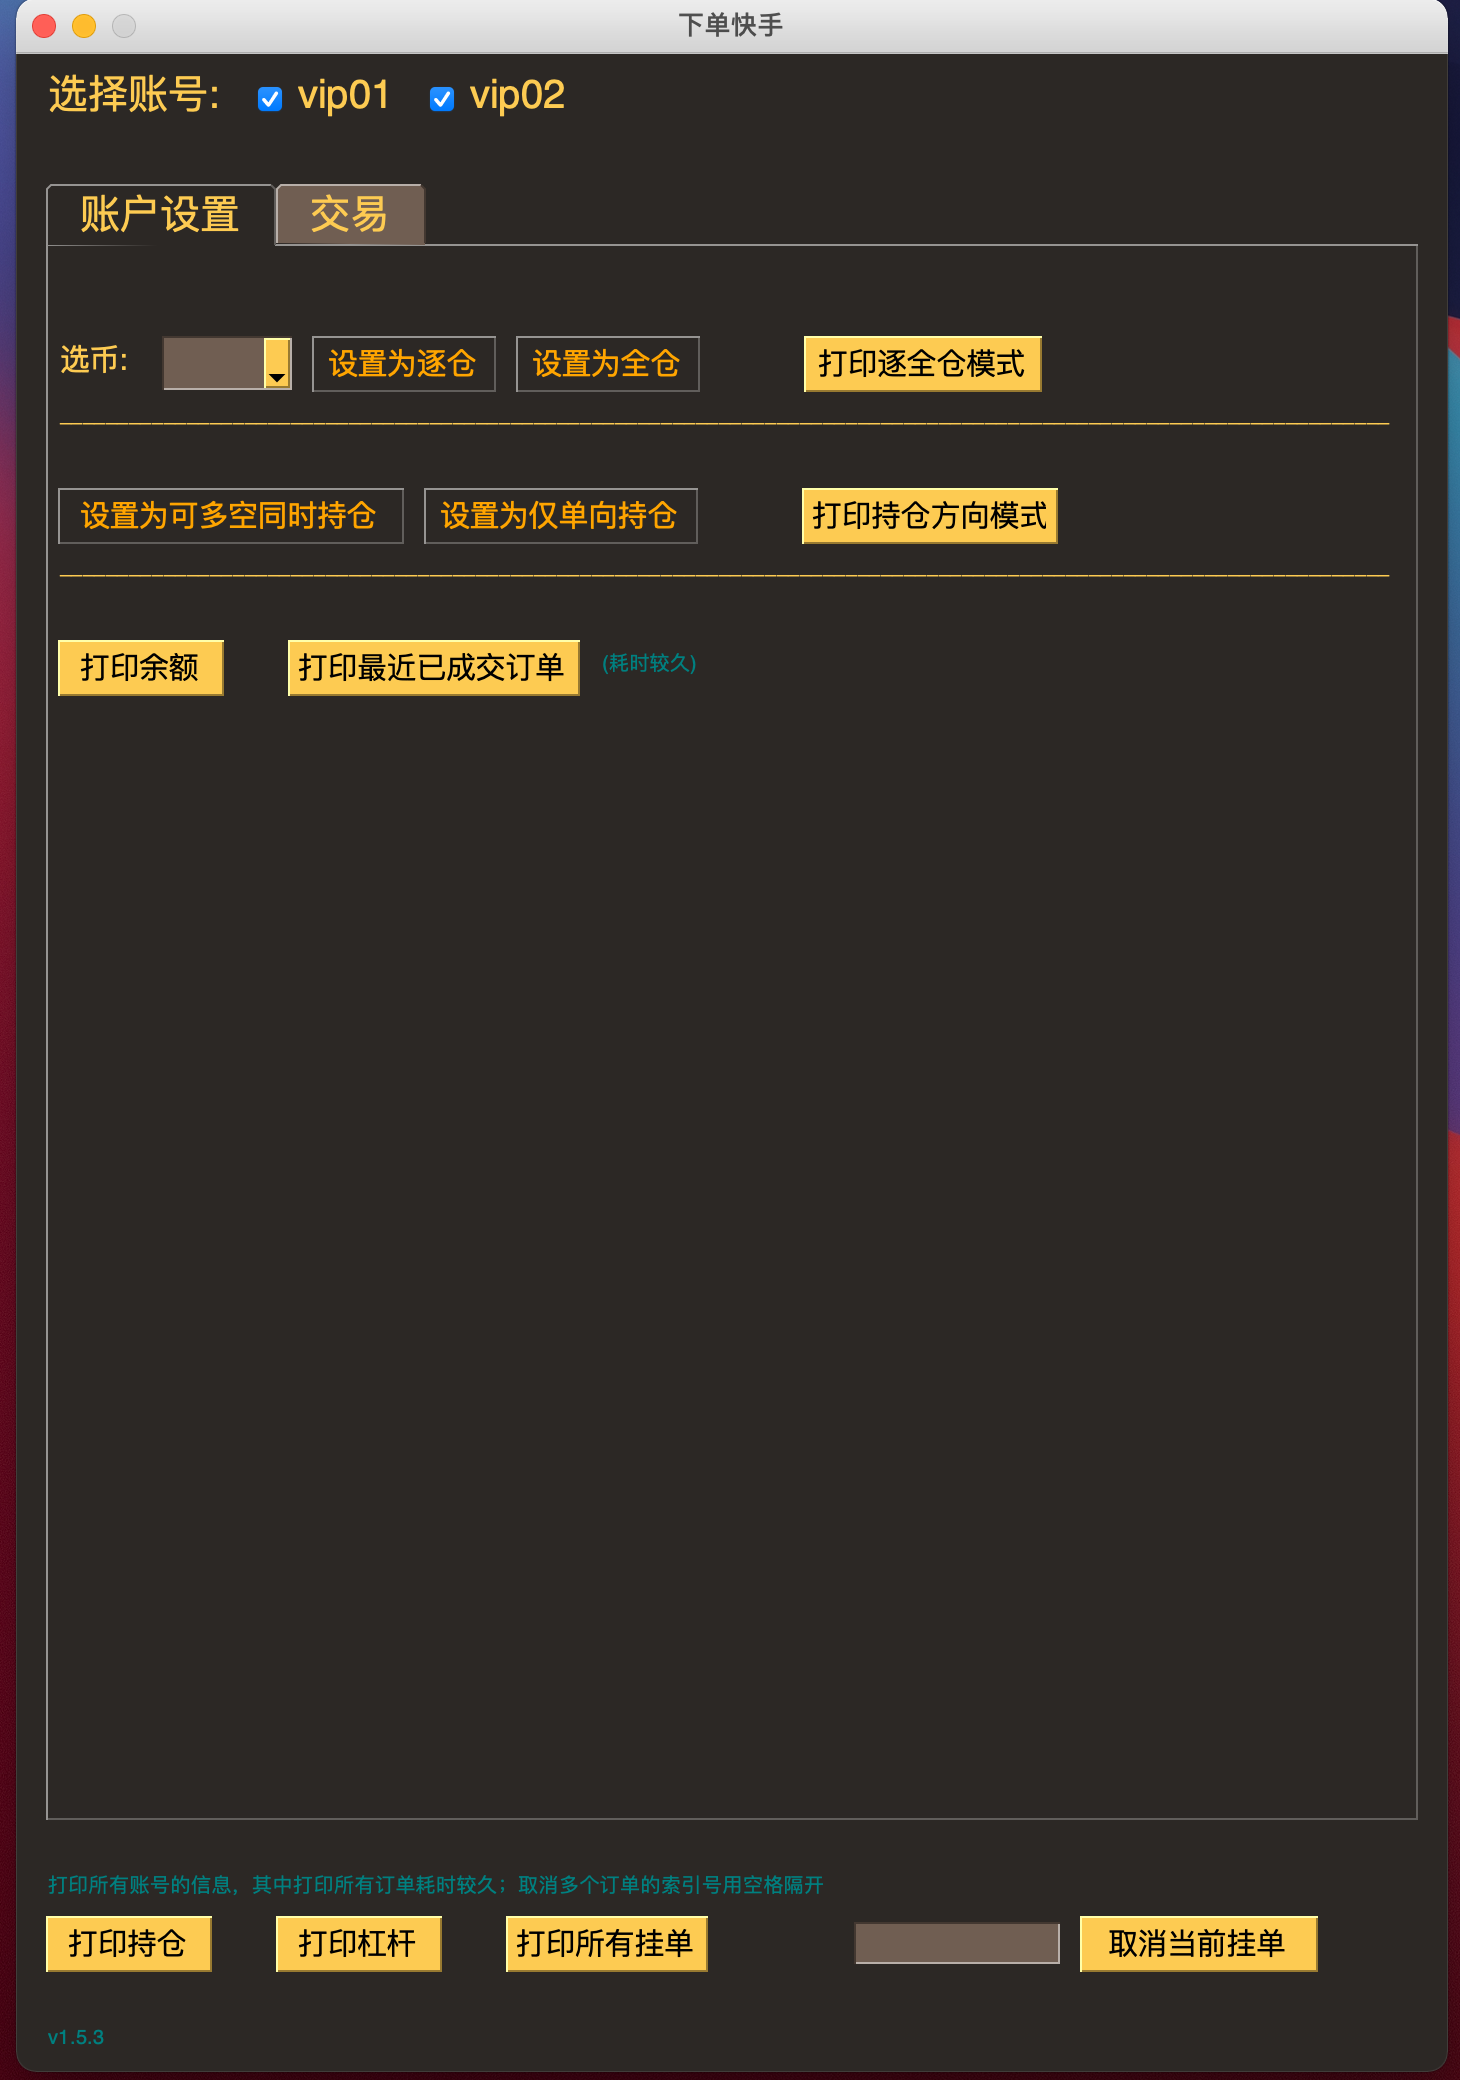 下单快手
选择账号: vip01 vip02
账户设置 交易
选币: 设置为逐仓 设置为全仓 打印逐全仓模式
设置为可多空同时持仓 设置为仅单向持仓 打印持仓方向模式
打印余额 打印最近已成交订单 (耗时较久)
打印所有账号的信息，其中打印所有订单耗时较久；取消多个订单的索引号用空格隔开
打印持仓 打印杠杆 打印所有挂单 取消当前挂单
v1.5.3